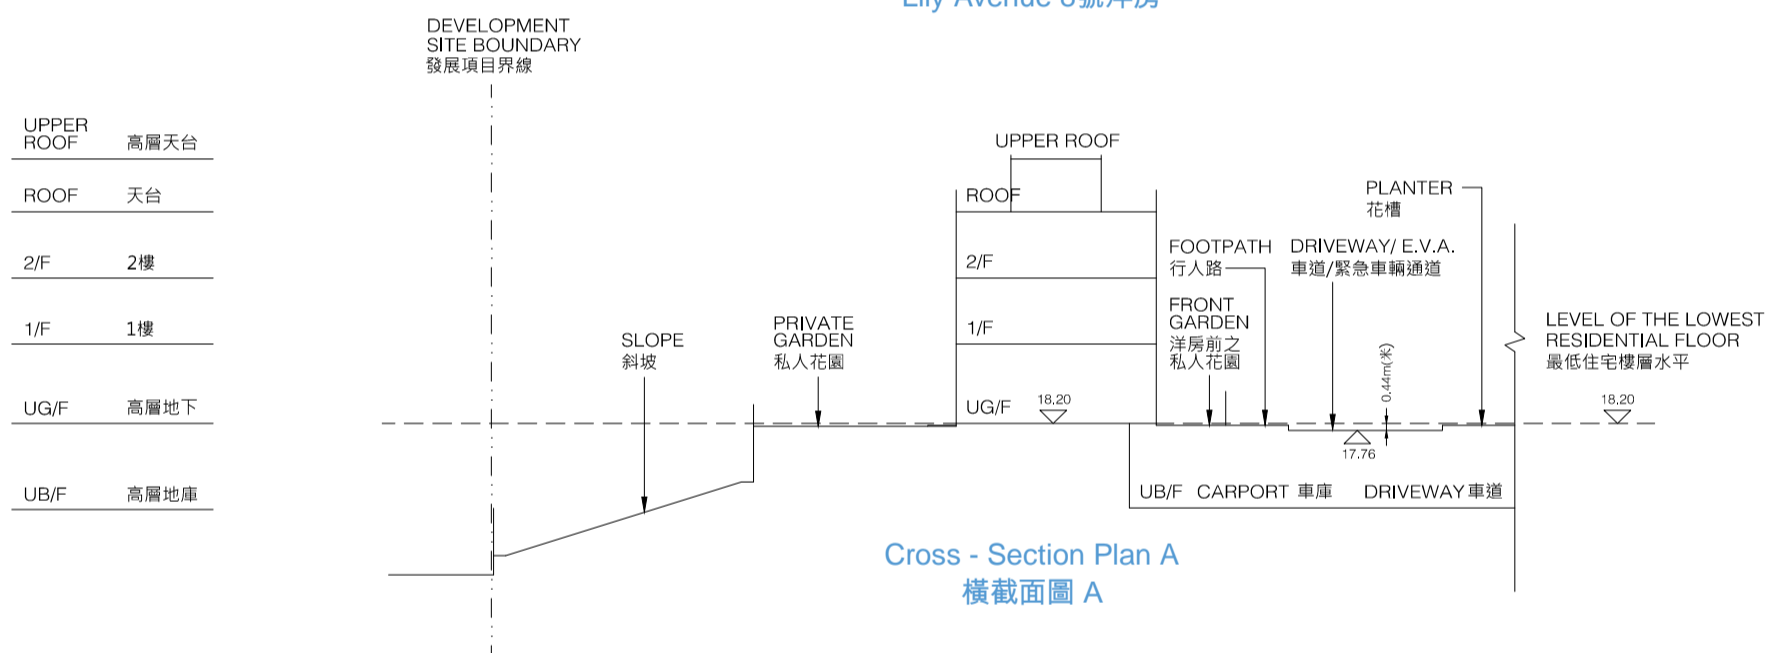 DEVELOPMENT
SITE BOUNDARY
發展項目界線
UPPER
ROOF 高層天台
ROOF 天台
2/F 2樓
1/F 1樓
UG/F 高層地下
UB/F 高層地庫
SLOPE
斜坡
PRIVATE
GARDEN
私人花園
UPPER ROOF
ROOF
2/F
1/F
UG/F
18.20
FOOTPATH
行人路
FRONT
GARDEN
洋房前之
私人花園
DRIVEWAY/ E.V.A.
車道/緊急車輛通道
PLANTER
花槽
0.44m(米)
17.76
UB/F CARPORT 車庫 DRIVEWAY 車道
LEVEL OF THE LOWEST
RESIDENTIAL FLOOR
最低住宅樓層水平
18.20
Cross - Section Plan A
橫截面圖 A